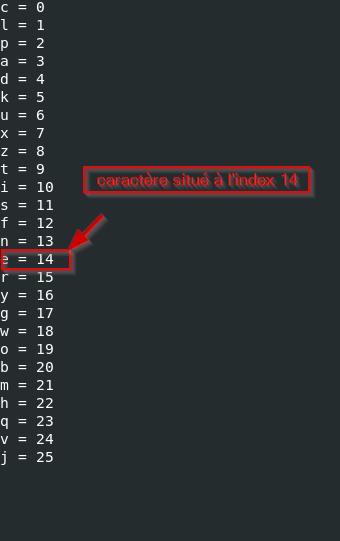 c = 0
l = 1
p = 2
a = 3
d = 4
k = 5
u = 6
x = 7
z = 8
t = 9
i = 10
s = 11
f = 12
n = 13
e = 14
r = 15
y = 16
g = 17
w = 18
o = 19
b = 20
m = 21
h = 22
q = 23
v = 24
j = 25
caractère situé à l'index 14